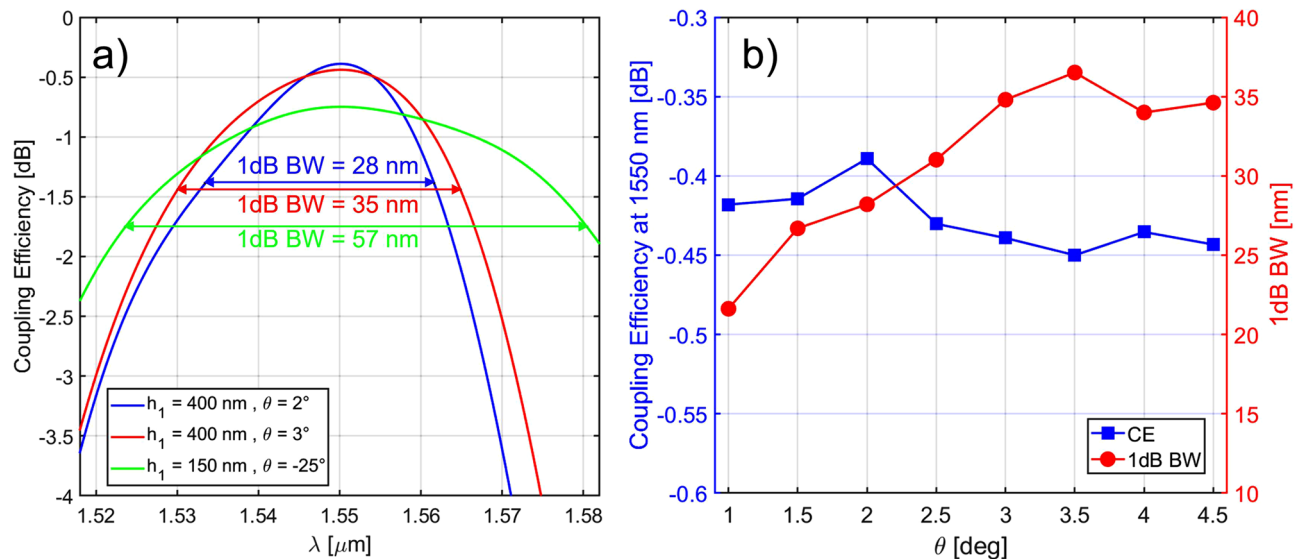 a)
Coupling Efficiency [dB]
0
-0.5
-1
-1.5
-2
-2.5
-3
-3.5
-4
1dB BW = 28 nm
1dB BW = 35 nm
1dB BW = 57 nm
h1 = 400 nm , θ = 2°
h1 = 400 nm , θ = 3°
h1 = 150 nm , θ = -25°
1.52 1.53 1.54 1.55 1.56 1.57 1.58
λ [μm]
b)
Coupling Efficiency at 1550 nm [dB]
-0.3
-0.35
-0.4
-0.45
-0.5
-0.55
-0.6
CE
1dB BW
1 1.5 2 2.5 3 3.5 4 4.5
θ [deg]
40
35
30
25
20
15
10
1dB BW [nm]